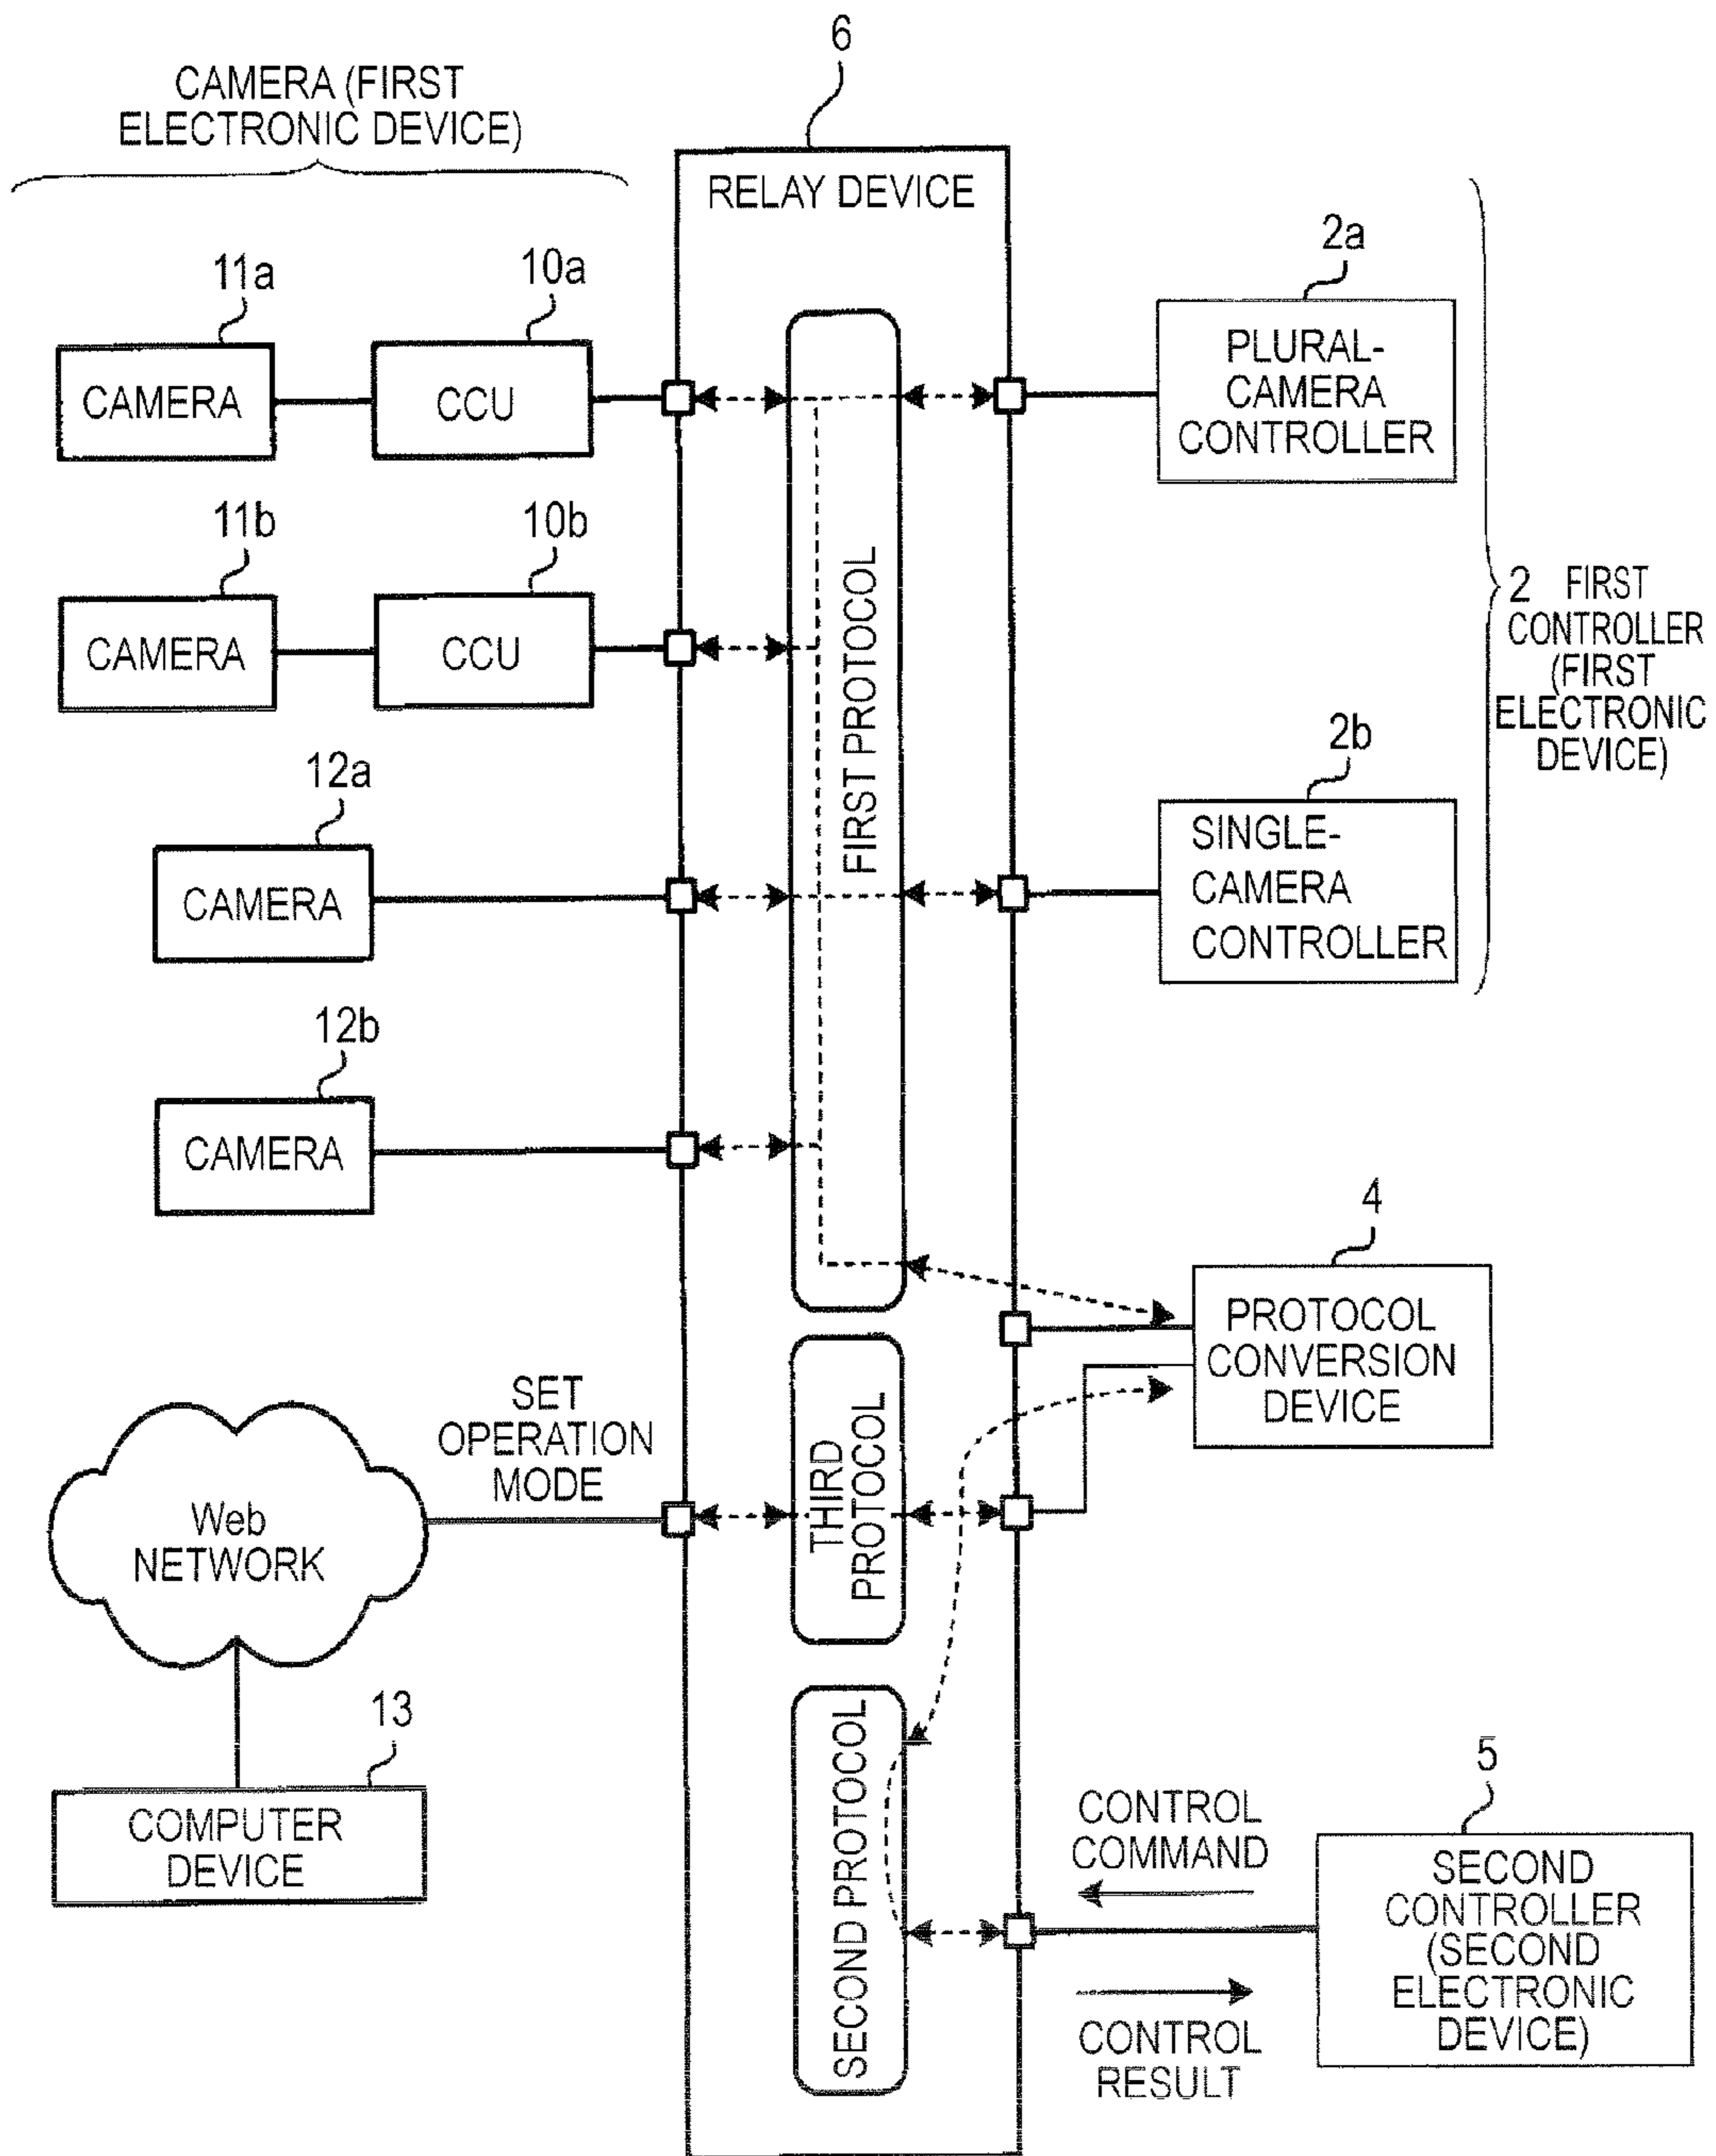 6
CAMERA (FIRST
ELECTRONIC DEVICE)
RELAY DEVICE
11a
10a
2a
CAMERA
CCU
PLURAL-
CAMERA
CONTROLLER
11b
10b
CAMERA
CCU
FIRST PROTOCOL
2 FIRST
CONTROLLER
(FIRST
ELECTRONIC
DEVICE)
12a
2b
CAMERA
SINGLE-
CAMERA
CONTROLLER
12b
CAMERA
4
PROTOCOL
CONVERSION
DEVICE
SET
OPERATION
MODE
THIRD
PROTOCOL
Web
NETWORK
13
COMPUTER
DEVICE
SECOND PROTOCOL
CONTROL
COMMAND
5
SECOND
CONTROLLER
(SECOND
ELECTRONIC
DEVICE)
CONTROL
RESULT